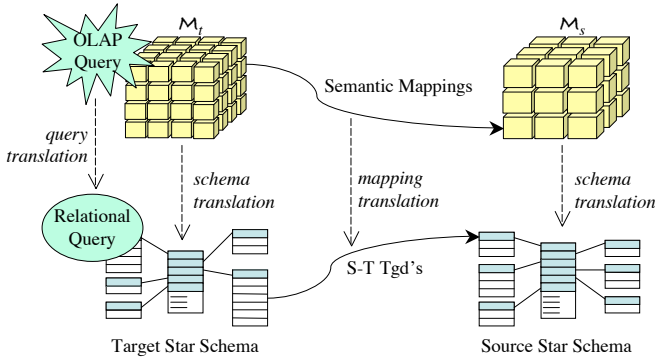 M_t
M_s
OLAP
Query
Semantic Mappings
query
translation
schema
translation
mapping
translation
schema
translation
Relational
Query
S-T Tgd's
Target Star Schema
Source Star Schema